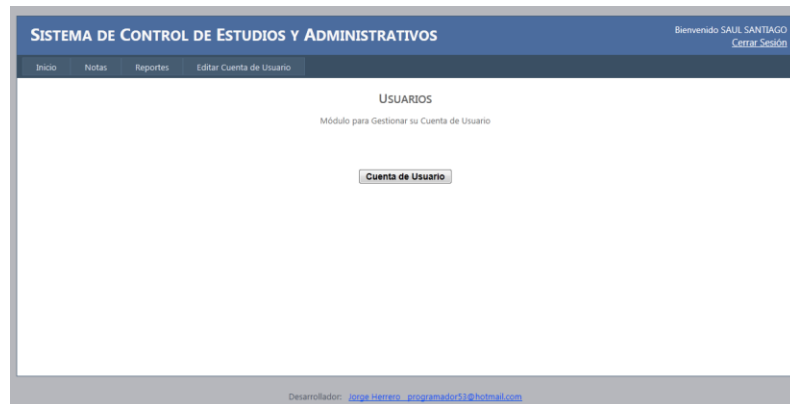 SISTEMA DE CONTROL DE ESTUDIOS Y ADMINISTRATIVOS
Bienvenido SAUL SANTIAGO
Cerrar Sesión
Inicio Notas Reportes Editar Cuenta de Usuario
USUARIOS
Módulo para Gestionar su Cuenta de Usuario
Cuenta de Usuario
Desarrollador: Jorge Herrero programador53@hotmail.com